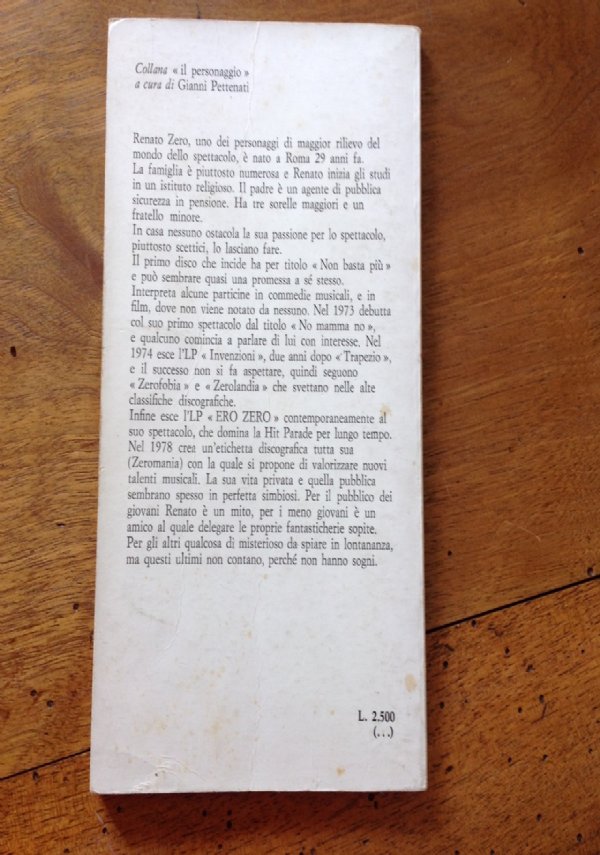 Collana « il personaggio »
a cura di Gianni Pettenati
Renato Zero, uno dei personaggi di maggior rilievo del
mondo dello spettacolo, è nato a Roma 29 anni fa.
La famiglia è piuttosto numerosa e Renato inizia gli studi
in un istituto religioso. Il padre è un agente di pubblica
sicurezza in pensione. Ha tre sorelle maggiori e un
fratello minore.
In casa nessuno ostacola la sua passione per lo spettacolo,
piuttosto scettici, lo lasciano fare.
Il primo disco che incide ha per titolo « Non basta più »
e può sembrare quasi una promessa a sé stesso.
Interpreta alcune particine in commedie musicali, e in
film, dove non viene notato da nessuno. Nel 1973 debutta
col suo primo spettacolo dal titolo « No mamma no »,
e qualcuno comincia a parlare di lui con interesse. Nel
1974 esce l'LP « Invenzioni », due anni dopo « Trapezio »,
e il successo non si fa aspettare, quindi seguono
« Zerofobia » e « Zerolandia » che svettano nelle alte
classifiche discografiche.
Infine esce l'LP « ERO ZERO » contemporaneamente al
suo spettacolo, che domina la Hit Parade per lungo tempo.
Nel 1978 crea un'etichetta discografica tutta sua
(Zeromania) con la quale si propone di valorizzare nuovi
talenti musicali. La sua vita privata e quella pubblica
sembrano spesso in perfetta simbiosi. Per il pubblico dei
giovani Renato è un mito, per i meno giovani è un
amico al quale delegare le proprie fantasticherie sopite.
Per gli altri qualcosa di misterioso da spiare in lontananza,
ma questi ultimi non contano, perché non hanno sogni.
L. 2.500
(...)